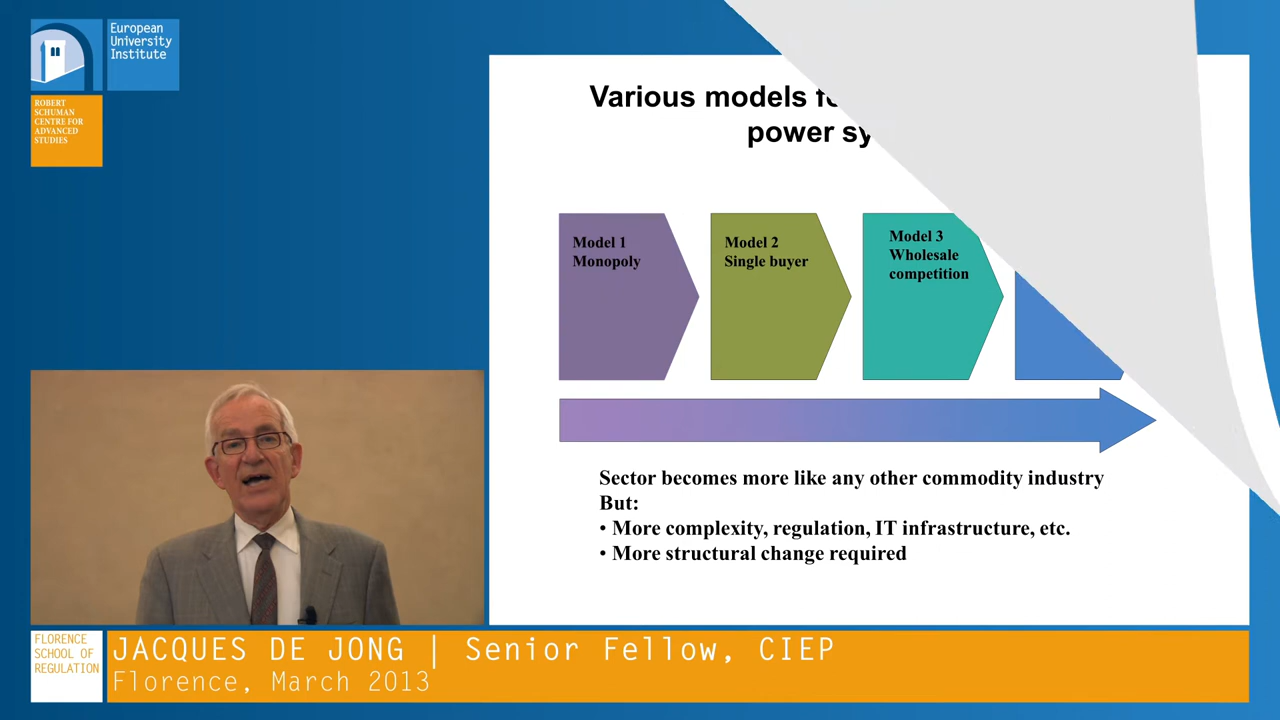 European
University
Institute
ROBERT
SCHUMAN
CENTRE FOR
ADVANCED
STUDIES
Various models
power
Model 1
Monopoly
Model 2
Single buyer
Model 3
Wholesale
competition
Sector becomes more like any other commodity industry
But:
• More complexity, regulation, IT infrastructure, etc.
• More structural change required
FLORENCE
SCHOOL OF
REGULATION
JACQUES DE JONG | Senior Fellow, CIEP
Florence, March 2013